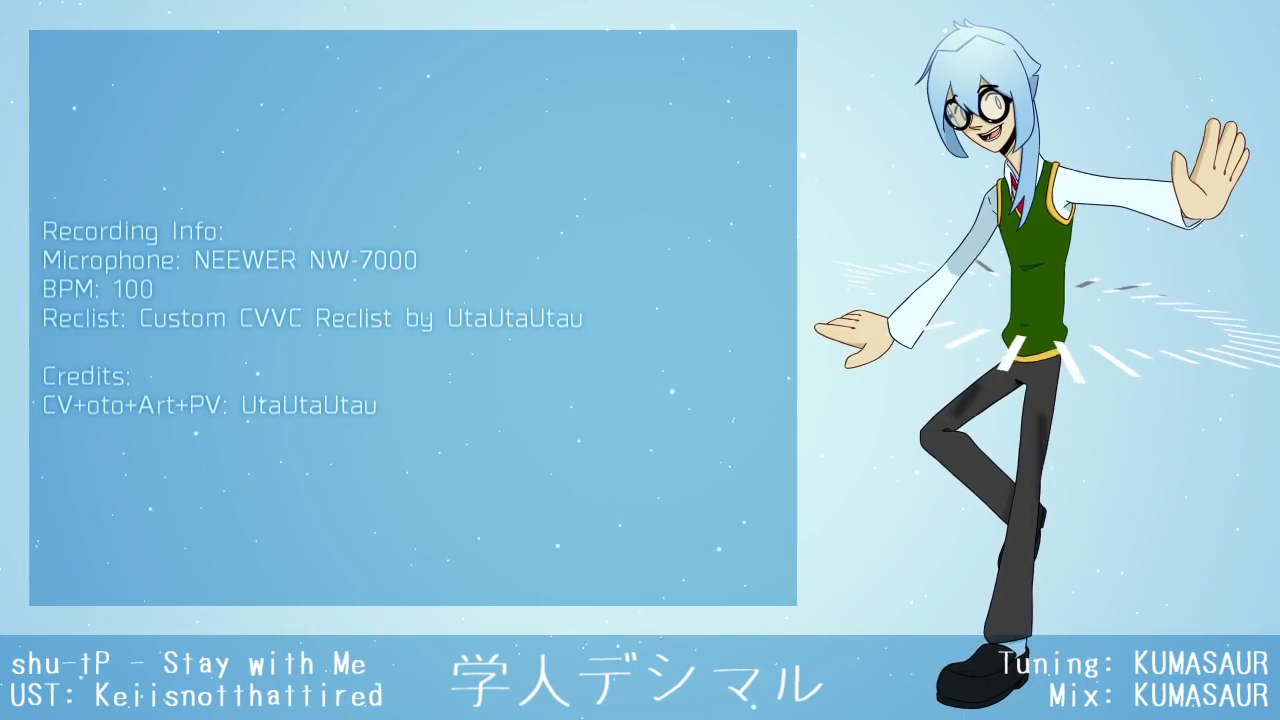 Recording Info:
Microphone: NEEWER NW-7000
BPM: 100
Reclist: Custom CVVC Reclist by UtaUtaUtau
Credits:
CV+oto+Art+PV: UtaUtaUtau
shu-tP - Stay with Me
UST: Keiisnotthattired
学人デシマル
Tuning: KUMASAUR
Mix: KUMASAUR